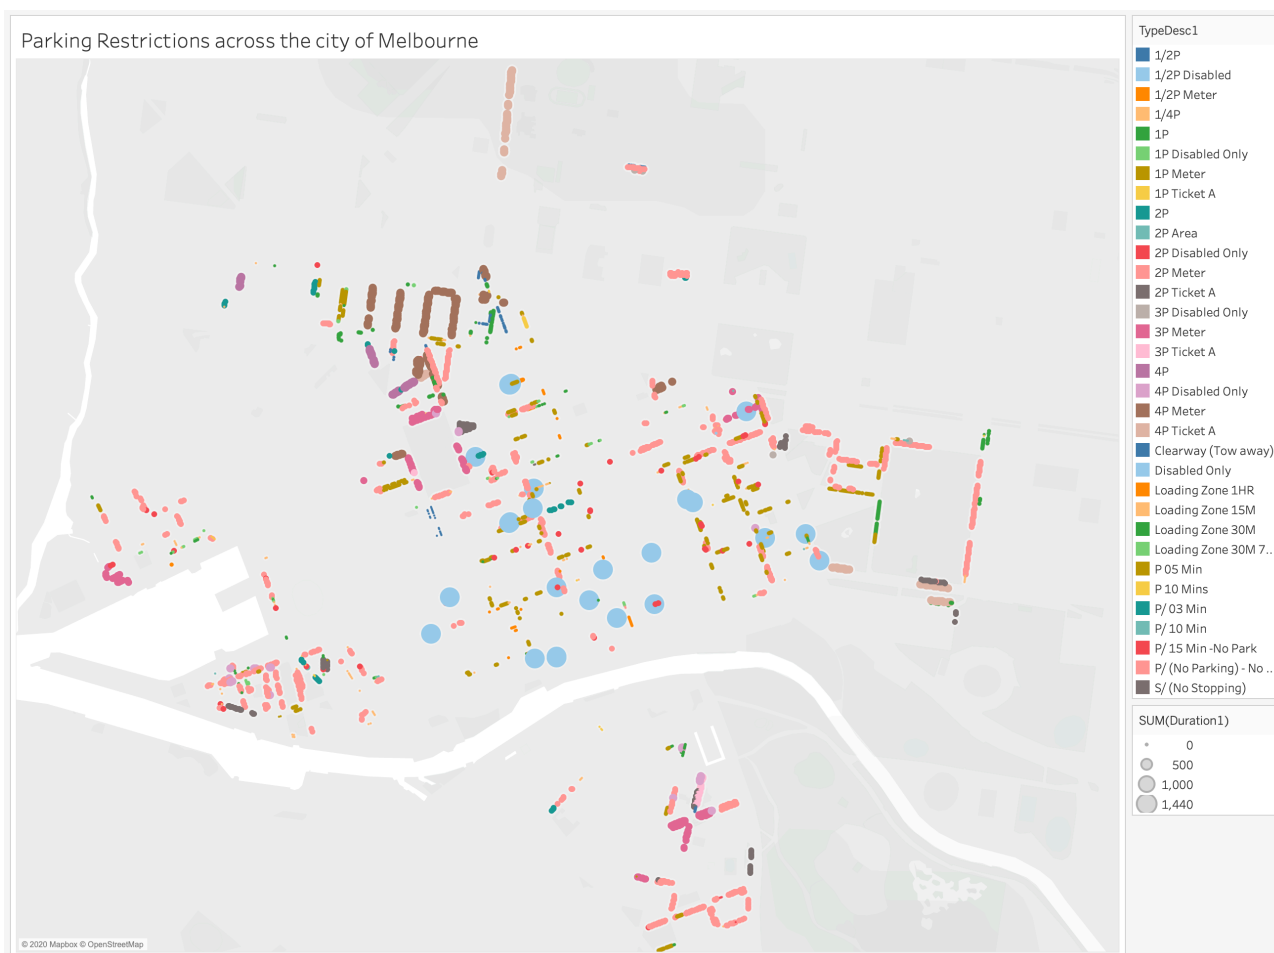 Parking Restrictions across the city of Melbourne
TypeDesc1
1/2P
1/2P Disabled
1/2P Meter
1/4P
1P
1P Disabled Only
1P Meter
1P Ticket A
2P
2P Area
2P Disabled Only
2P Meter
2P Ticket A
3P Disabled Only
3P Meter
3P Ticket A
4P
4P Disabled Only
4P Meter
4P Ticket A
Clearway (Tow away)
Disabled Only
Loading Zone 1HR
Loading Zone 15M
Loading Zone 30M
Loading Zone 30M 7..
P 05 Min
P 10 Mins
P/ 03 Min
P/ 10 Min
P/ 15 Min -No Park
P/ (No Parking) - No ..
S/ (No Stopping)
SUM(Duration1)
0
500
1,000
1,440
© 2020 Mapbox © OpenStreetMap